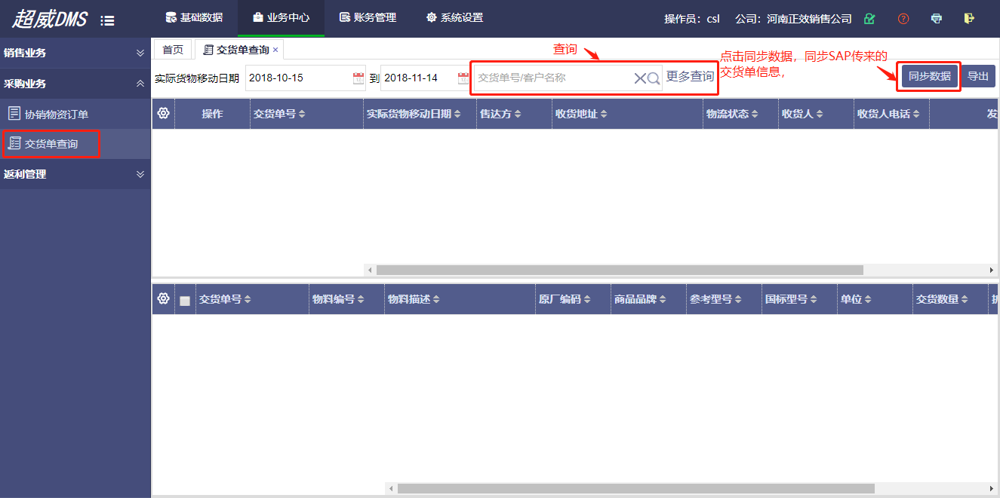 超威DMS
基础数据 业务中心 账务管理 系统设置 操作员：csl 公司：河南正效销售公司
销售业务
采购业务
协销物资订单
交货单查询
返利管理
首页 交货单查询 ×
查询
点击同步数据，同步SAP传来的
交货单信息，
实际货物移动日期 2018-10-15 到 2018-11-14 交货单号/客户名称 更多查询 同步数据 导出
操作 交货单号 实际货物移动日期 售达方 收货地址 物流状态 收货人 收货人电话 发
交货单号 物料编号 物料描述 原厂编码 商品品牌 参考型号 国标型号 单位 交货数量